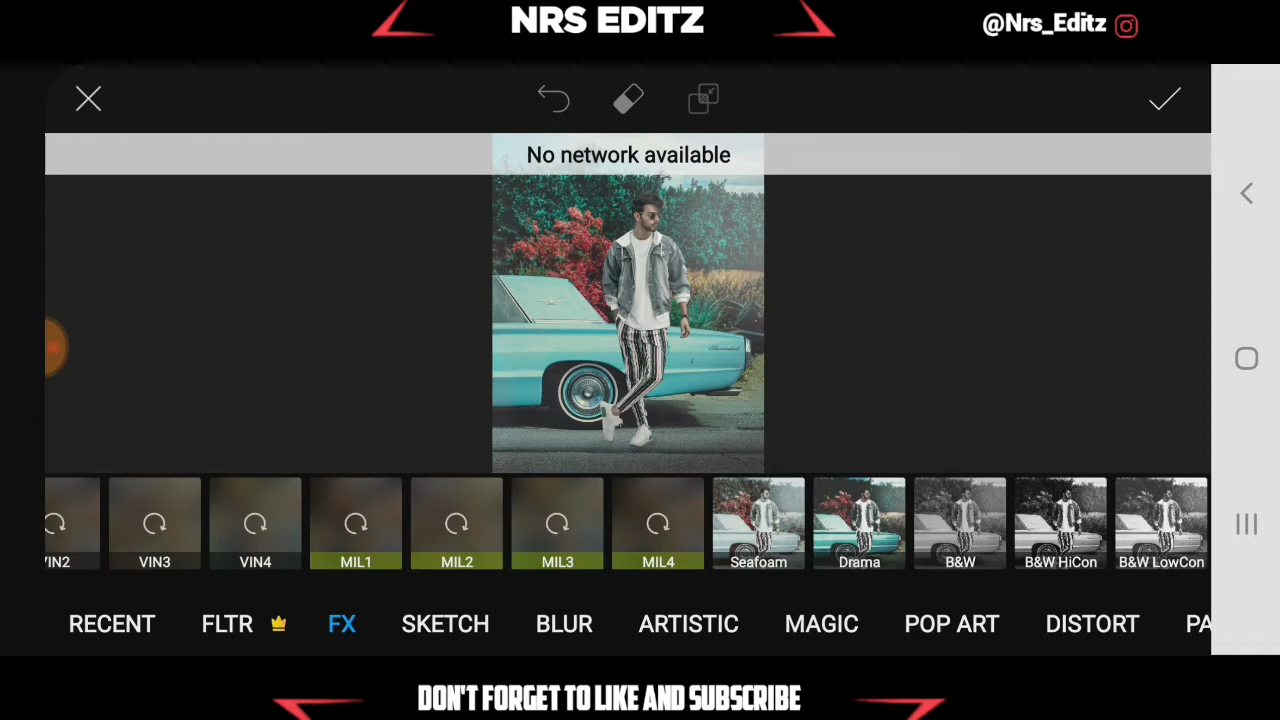 NRS EDITZ
@Nrs_Editz
No network available
VIN2 VIN3 VIN4 MIL1 MIL2 MIL3 MIL4 Seafoam Drama B&W B&W HiCon B&W LowCon
RECENT FLTR FX SKETCH BLUR ARTISTIC MAGIC POP ART DISTORT PA
DON'T FORGET TO LIKE AND SUBSCRIBE